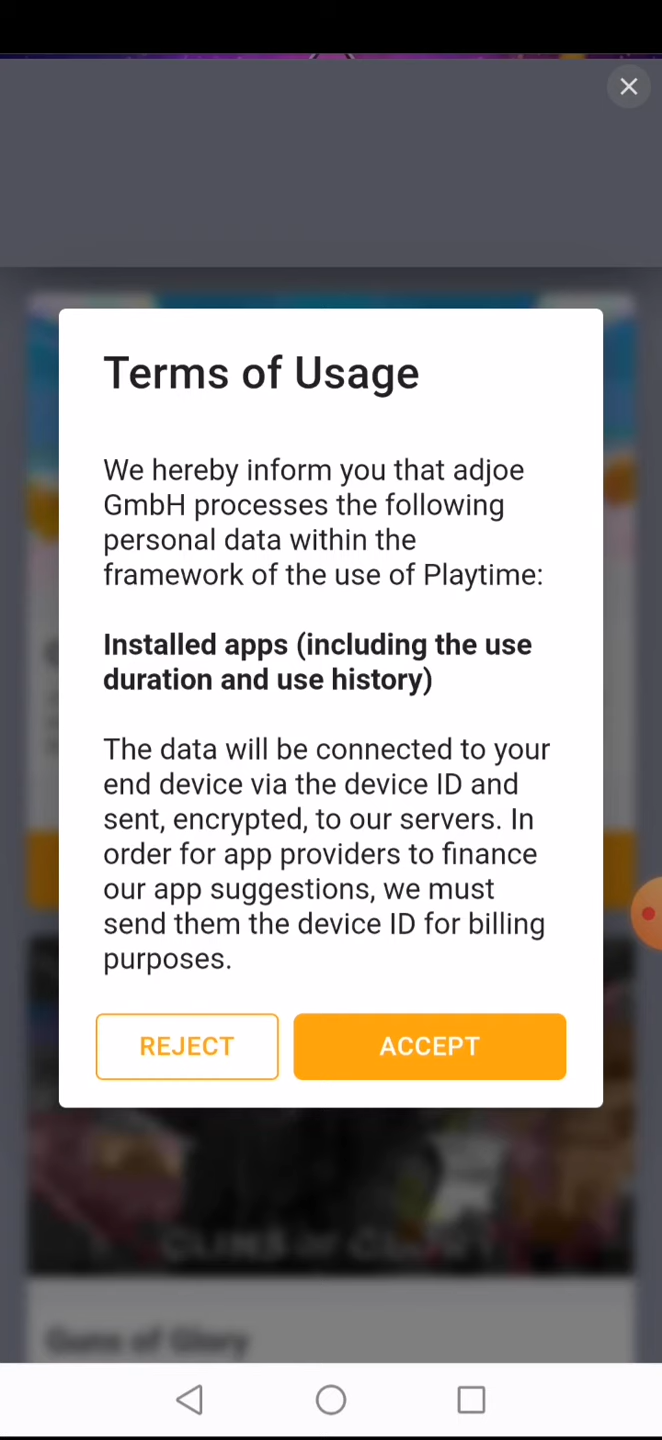 Terms of Usage
We hereby inform you that adjoe
GmbH processes the following
personal data within the
framework of the use of Playtime:
Installed apps (including the use
duration and use history)
The data will be connected to your
end device via the device ID and
sent, encrypted, to our servers. In
order for app providers to finance
our app suggestions, we must
send them the device ID for billing
purposes.
REJECT ACCEPT
Guns of Glory